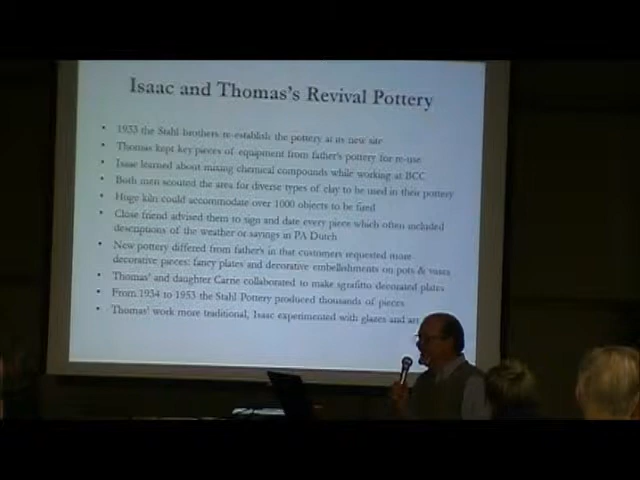 Isaac and Thomas's Revival Pottery
• 1933 the Stahl brothers re-establish the pottery at its new site
• Thomas kept key pieces of equipment from father's pottery for re-use
• Isaac learned about mixing chemical compounds while working at BCC
• Both men scouted the area for diverse types of clay to be used in their pottery
• Huge kiln could accommodate over 1000 objects to be fired
• Close friend advised them to sign and date every piece which often included
descriptions of the weather or sayings in PA Dutch
• New pottery differed from father's in that customers requested more
decorative pieces: fancy plates and decorative embellishments on pots & vases
• Thomas' and daughter Carrie collaborated to make sgrafitto decorated plates
• From 1934 to 1953 the Stahl Pottery produced thousands of pieces
• Thomas' work more traditional, Isaac experimented with glazes and art